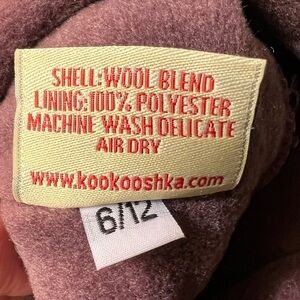 SHELL:WOOL BLEND
LINING:100% POLYESTER
MACHINE WASH DELICATE
AIR DRY
www.kookooshka.com
6/12